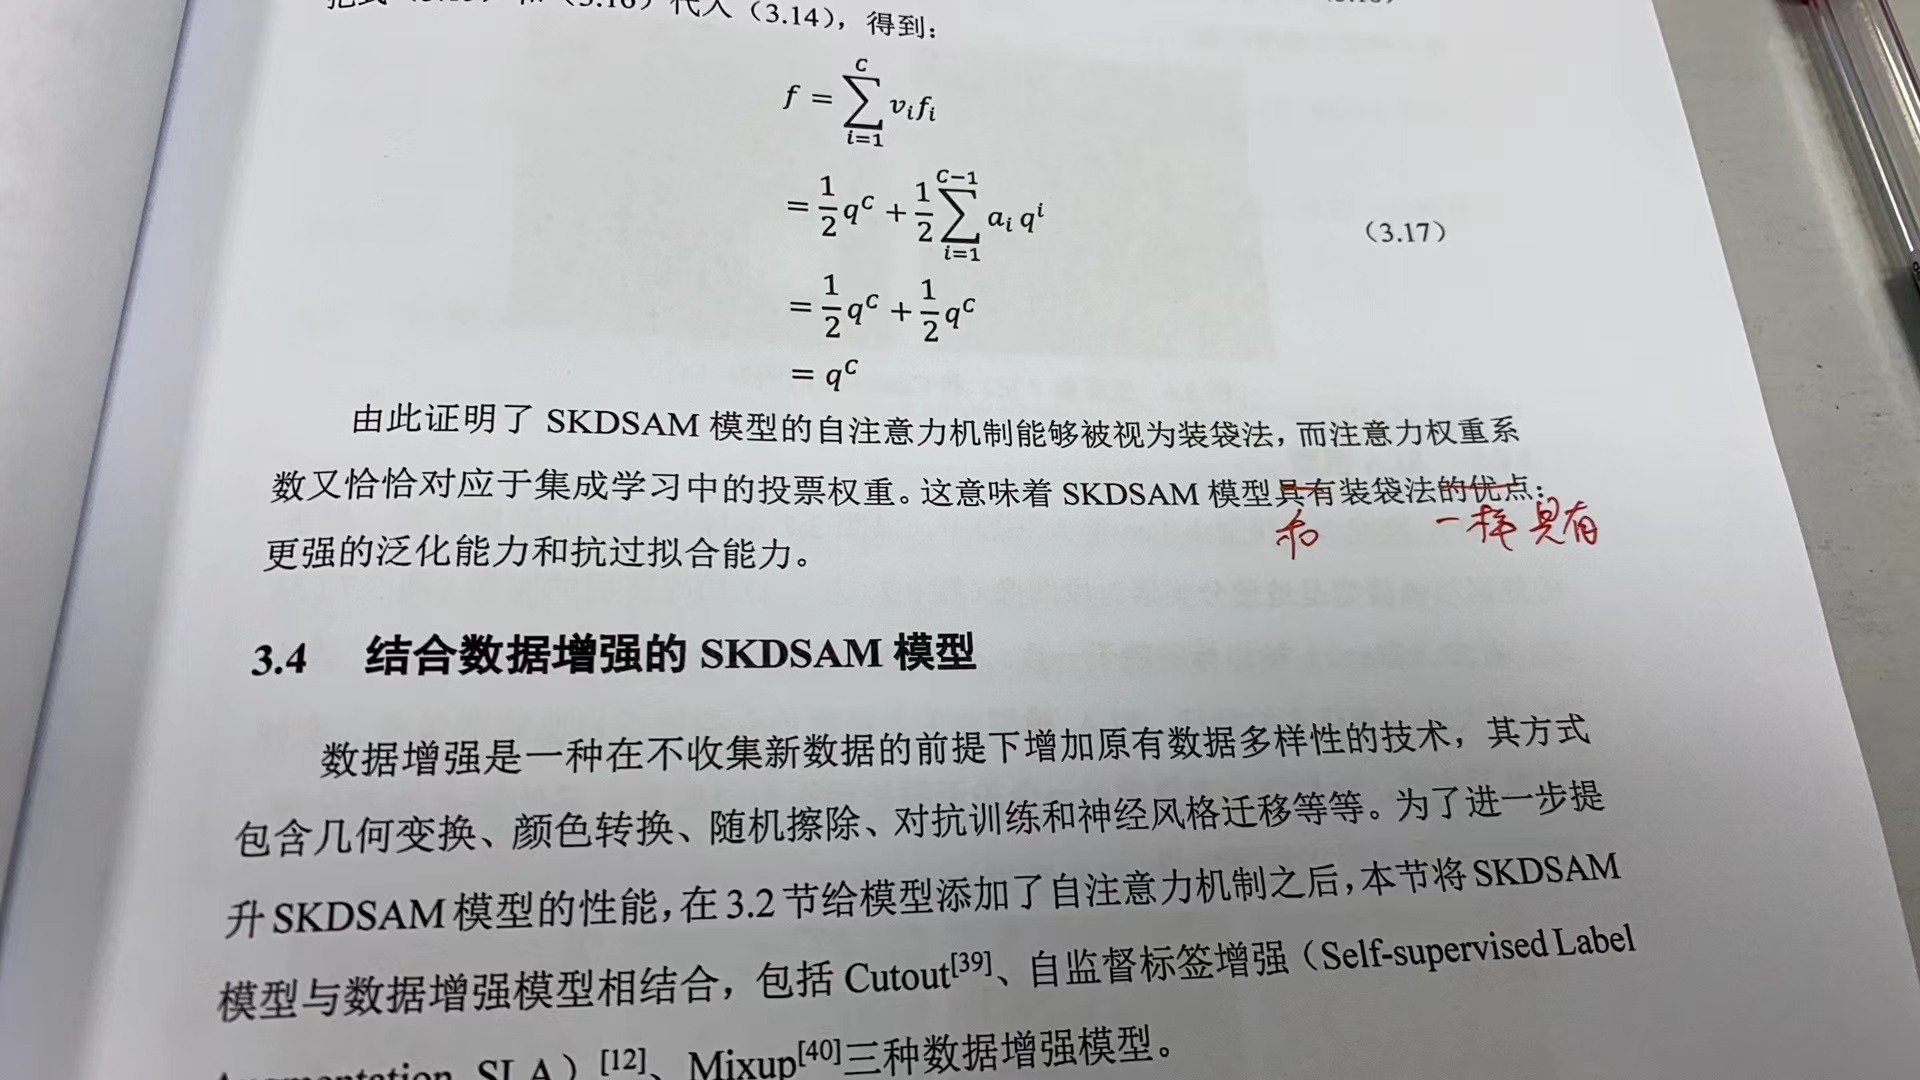 (3.16)代入(3.14),得到:
f = \sum_{i=1}^{C} v_i f_i
= \frac{1}{2} q^C + \frac{1}{2} \sum_{i=1}^{C-1} a_i q^i
(3.17)
= \frac{1}{2} q^C + \frac{1}{2} q^C
= q^C
由此证明了 SKDSAM 模型的自注意力机制能够被视为装袋法,而注意力权重系
数又恰恰对应于集成学习中的投票权重。这意味着 SKDSAM 模型具有装袋法的优点:
和 一样 具有
更强的泛化能力和抗过拟合能力。
3.4 结合数据增强的 SKDSAM 模型
数据增强是一种在不收集新数据的前提下增加原有数据多样性的技术,其方式
包含几何变换、颜色转换、随机擦除、对抗训练和神经风格迁移等等。为了进一步提
升 SKDSAM 模型的性能,在 3.2 节给模型添加了自注意力机制之后,本节将 SKDSAM
模型与数据增强模型相结合,包括 Cutout[39]、自监督标签增强(Self-supervised Label
Augmentation, SLA)[12]、Mixup[40]三种数据增强模型。